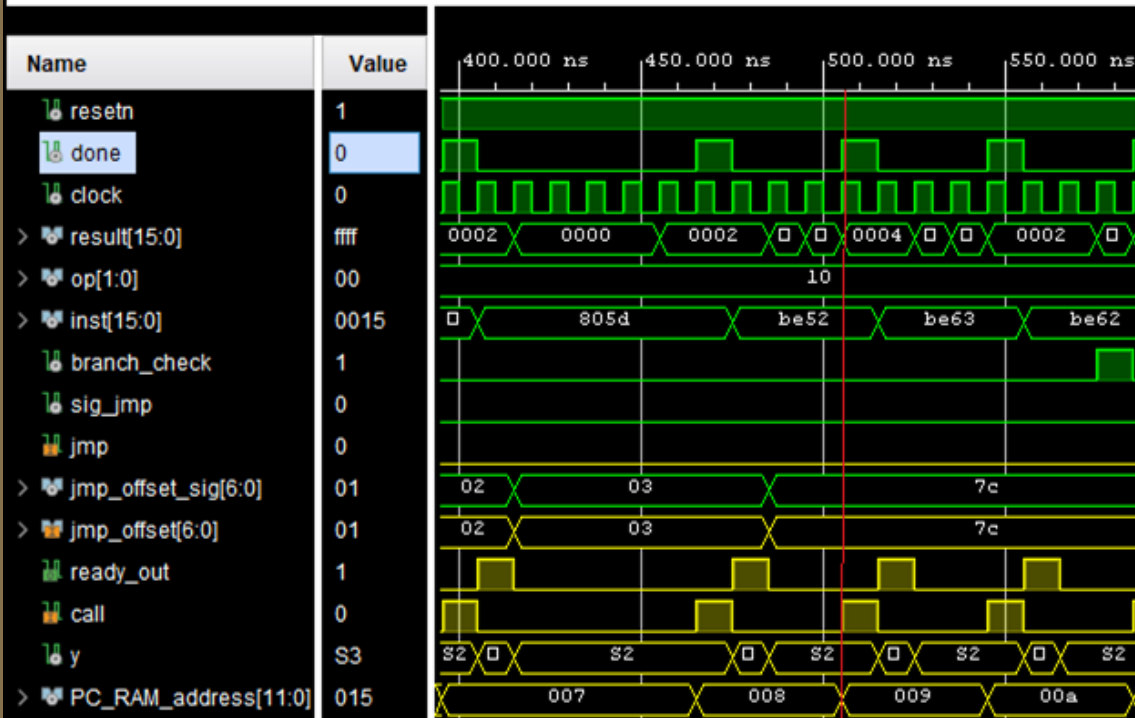 Name Value 400.000 ns 450.000 ns 500.000 ns 550.000 ns
resetn 1
done 0
clock 0
result[15:0] ffff 0002 0000 0002 0004 0002
op[1:0] 00 10
inst[15:0] 0015 805d be52 be63 be62
branch_check 1
sig_jmp 0
jmp 0
jmp_offset_sig[6:0] 01 02 03 7c
jmp_offset[6:0] 01 02 03 7c
ready_out 1
call 0
y S3 S2 S2 S2 S2 S2
PC_RAM_address[11:0] 015 007 008 009 00a